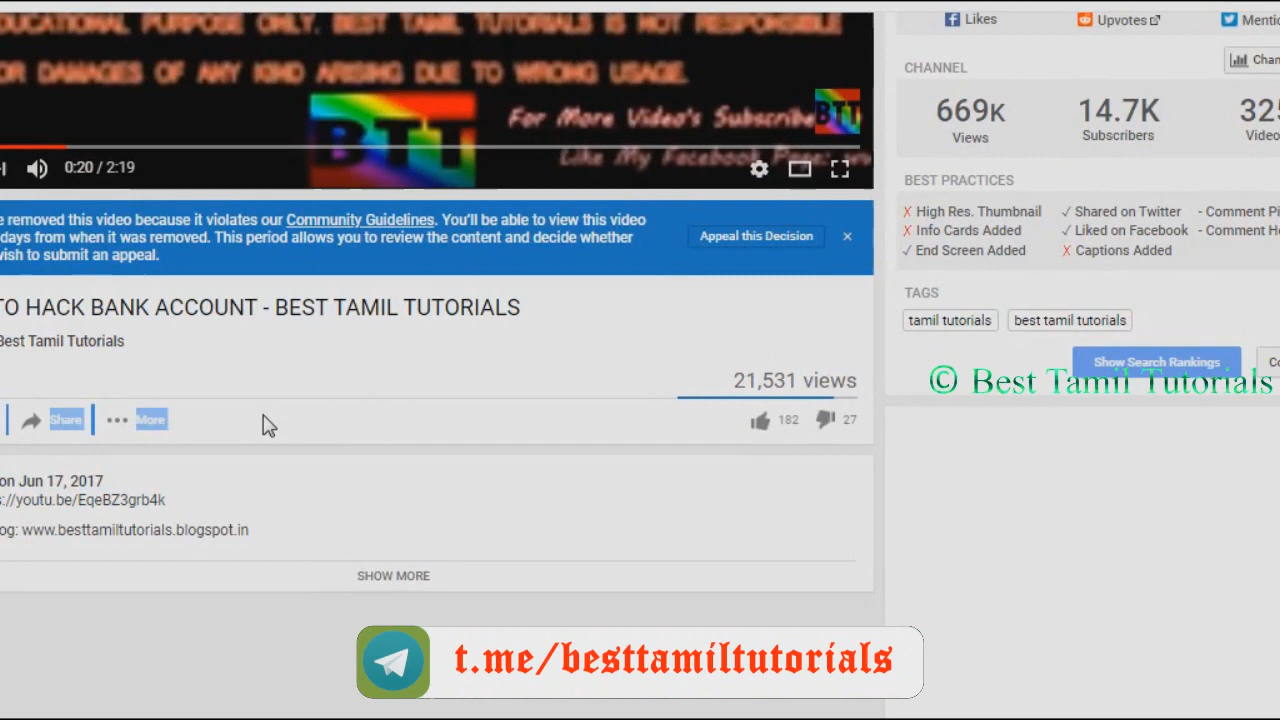 DUCATIONAL PURPOSE ONLY. BEST TAMIL TUTORIALS IS NOT RESPONSIBLE
OR DAMAGES OF ANY KIND ARISING DUE TO WRONG USAGE.
BTT
For More Video's Subscribe
BTT
Like My Facebook Page:
0:20 / 2:19
e removed this video because it violates our Community Guidelines. You'll be able to view this video
days from when it was removed. This period allows you to review the content and decide whether
wish to submit an appeal.
Appeal this Decision
×
TO HACK BANK ACCOUNT - BEST TAMIL TUTORIALS
Best Tamil Tutorials
21,531 views
Share
More
182
27
on Jun 17, 2017
s://youtu.be/EqeBZ3grb4k
og: www.besttamiltutorials.blogspot.in
SHOW MORE
Likes
Upvotes
Mentio
CHANNEL
Chan
669K
Views
14.7K
Subscribers
325
Video
BEST PRACTICES
X High Res. Thumbnail
✓ Shared on Twitter
- Comment Pi
X Info Cards Added
✓ Liked on Facebook
- Comment He
✓ End Screen Added
X Captions Added
TAGS
tamil tutorials
best tamil tutorials
Show Search Rankings
Co
© Best Tamil Tutorials
t.me/besttamiltutorials